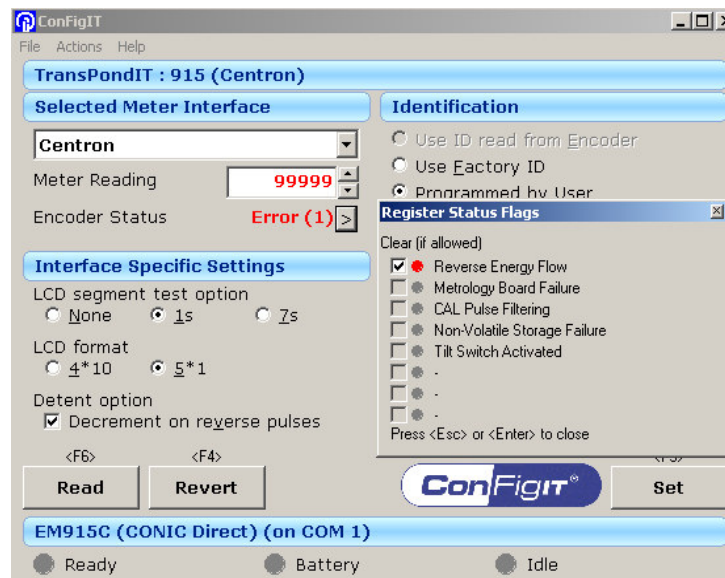 ConFigIT
File Actions Help
TransPondIT : 915 (Centron)
Selected Meter Interface
Identification
Centron
Use ID read from Encoder
Use Factory ID
Meter Reading 99999
Programmed by User
Encoder Status Error (1) >
Register Status Flags
Clear (if allowed)
Reverse Energy Flow
Metrology Board Failure
CAL Pulse Filtering
Non-Volatile Storage Failure
Tilt Switch Activated
-
-
-
Press <Esc> or <Enter> to close
Interface Specific Settings
LCD segment test option
None 1s 7s
LCD format
4*10 5*1
Detent option
Decrement on reverse pulses
<F6> <F4>
Read Revert ConFigIT® Set
EM915C (CONIC Direct) (on COM 1)
Ready Battery Idle